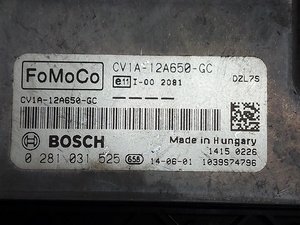 FoMoCo
CV1A-12A650-GC
e11 I-00 2081
DZL7S
CV1A-12A650-GC
BOSCH
Made in Hungary
1415 0226
0 281 031 525 658 14-06-01 1039S74796